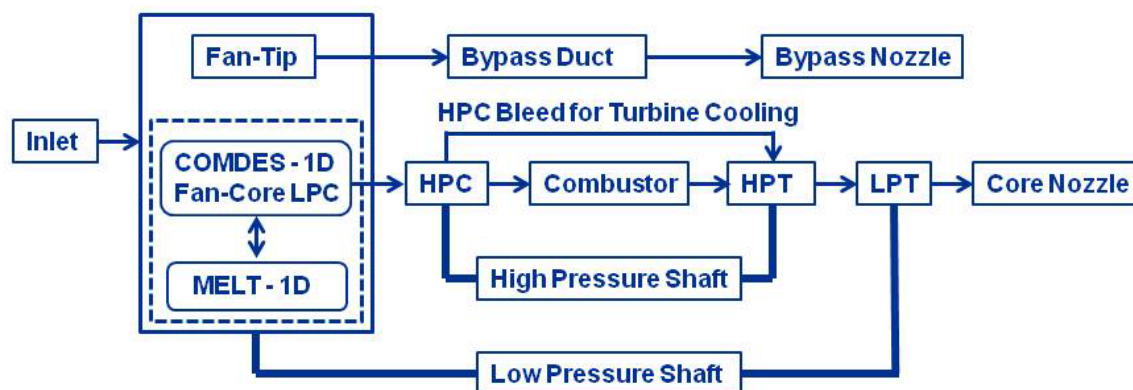 Fan-Tip
Bypass Duct
Bypass Nozzle
HPC Bleed for Turbine Cooling
Inlet
COMDES - 1D
Fan-Core LPC
HPC
Combustor
HPT
LPT
Core Nozzle
MELT - 1D
High Pressure Shaft
Low Pressure Shaft